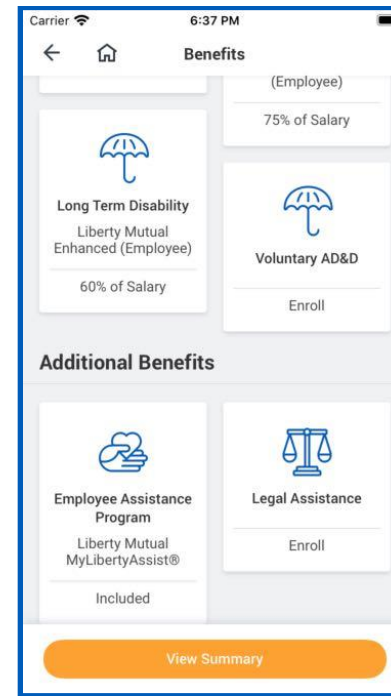 Carrier
6:37 PM
Benefits
(Employee)
75% of Salary
Long Term Disability
Liberty Mutual
Enhanced (Employee)
60% of Salary
Voluntary AD&D
Enroll
Additional Benefits
Employee Assistance
Program
Liberty Mutual
MyLibertyAssist®
Included
Legal Assistance
Enroll
View Summary